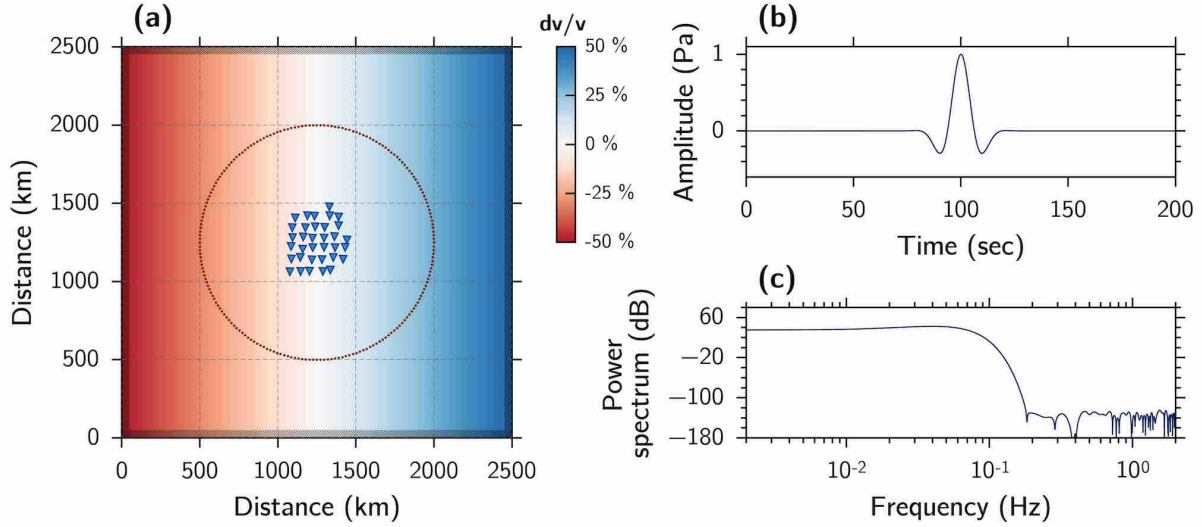 (a)
dv/v
2500
2000
1500
1000
500
0
Distance (km)
0 500 1000 1500 2000 2500
Distance (km)
50 %
25 %
0 %
-25 %
-50 %
(b)
Amplitude (Pa)
1
0
0 50 100 150 200
Time (sec)
(c)
Power
spectrum (dB)
60
−20
−100
−180
10-2 10-1 100
Frequency (Hz)